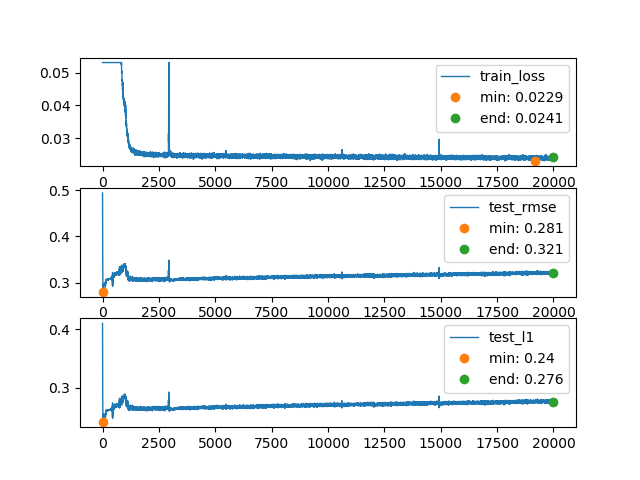 0.05
0.04
0.03
train_loss
min: 0.0229
end: 0.0241
0 2500 5000 7500 10000 12500 15000 17500 20000
0.5
0.4
0.3
test_rmse
min: 0.281
end: 0.321
0 2500 5000 7500 10000 12500 15000 17500 20000
0.4
0.3
test_l1
min: 0.24
end: 0.276
0 2500 5000 7500 10000 12500 15000 17500 20000